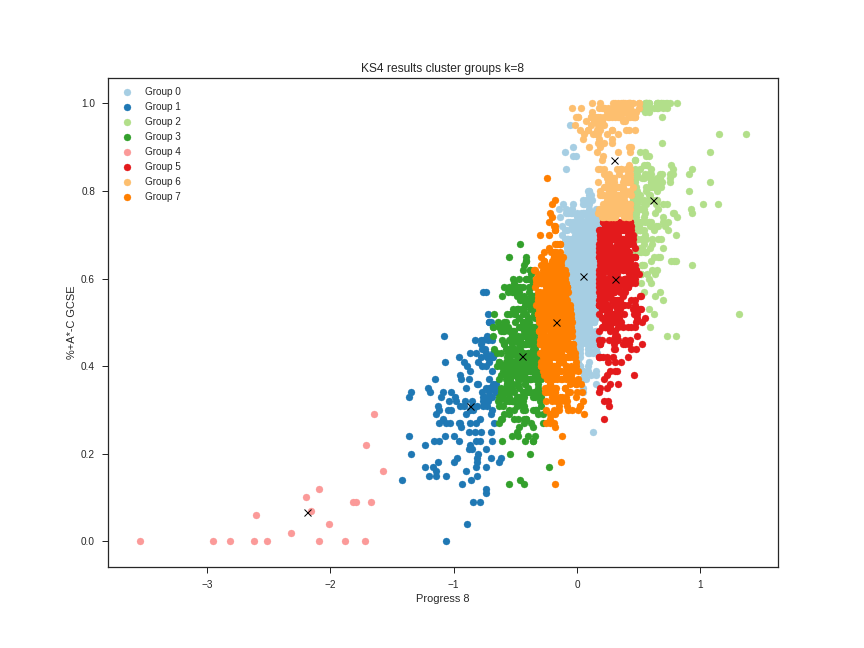 KS4 results cluster groups k=8
Group 0
Group 1
Group 2
Group 3
Group 4
Group 5
Group 6
Group 7
1.0
0.8
0.6
0.4
0.2
0.0
%+A*-C GCSE
−3
−2
−1
0
1
Progress 8